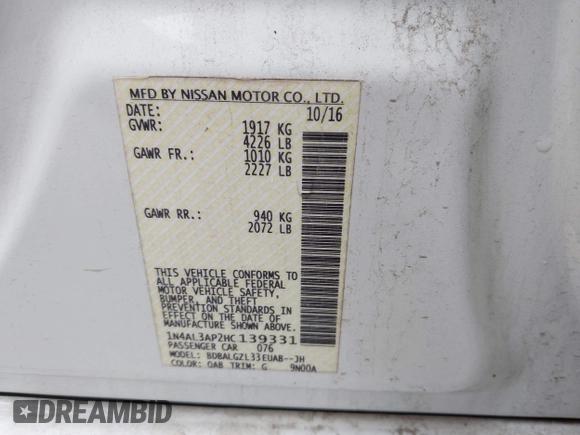 MFD BY NISSAN MOTOR CO., LTD.
DATE: 10/16
GVWR: 1917 KG
4226 LB
GAWR FR.: 1010 KG
2227 LB
GAWR RR.: 940 KG
2072 LB
THIS VEHICLE CONFORMS TO
ALL APPLICABLE FEDERAL
MOTOR VEHICLE SAFETY,
BUMPER, AND THEFT
PREVENTION STANDARDS IN
EFFECT ON THE DATE OF
MANUFACTURE SHOWN ABOVE.
1N4AL3AP2HC139331
PASSENGER CAR 076
MODEL: BDBALGZL33EUAB--JH
COLOR: QAB TRIM: G 9N00A
DREAMBID